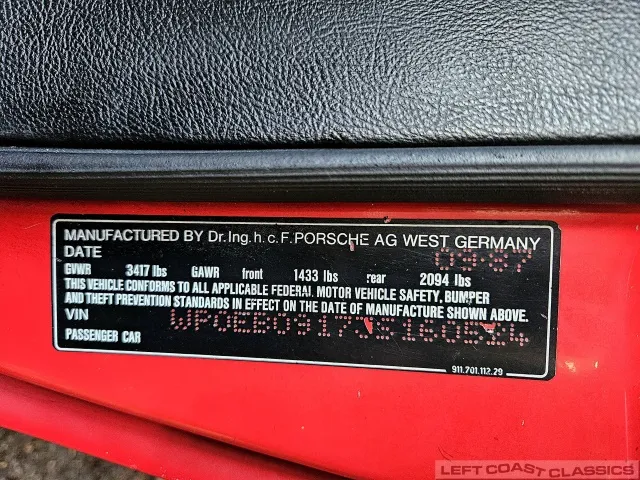 MANUFACTURED BY Dr.Ing.h.c.F.PORSCHE AG WEST GERMANY
DATE 09-87
GVWR 3417 lbs GAWR front 1433 lbs rear 2094 lbs
THIS VEHICLE CONFORMS TO ALL APPLICABLE FEDERAL MOTOR VEHICLE SAFETY, BUMPER
AND THEFT PREVENTION STANDARDS IN EFFECT ON THE DATE OF MANUFACTURE SHOWN ABOVE.
VIN WP0EB0917JS160524
PASSENGER CAR
911.701.112.29
LEFT COAST CLASSICS